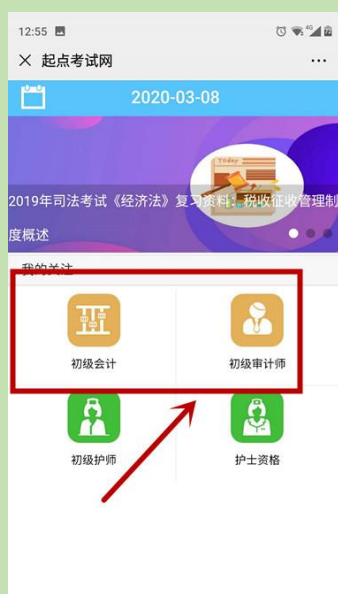 12:55
4G
72
起点考试网
2020-03-08
Today
2019年司法考试《经济法》复习资料：税收征收管理制
度概述
我的关注
初级会计 初级审计师
初级护师 护士资格